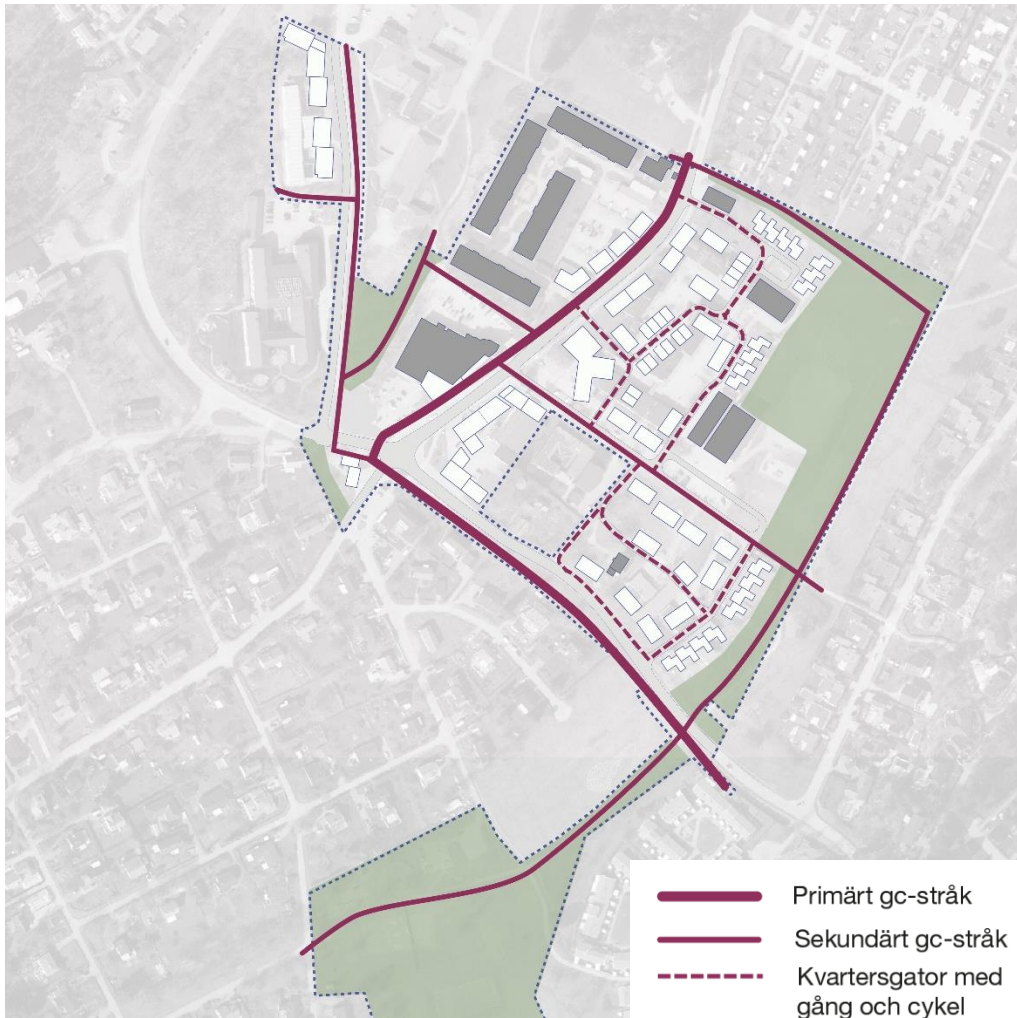 Primärt gc-stråk
Sekundärt gc-stråk
Kvartersgator med
gång och cykel